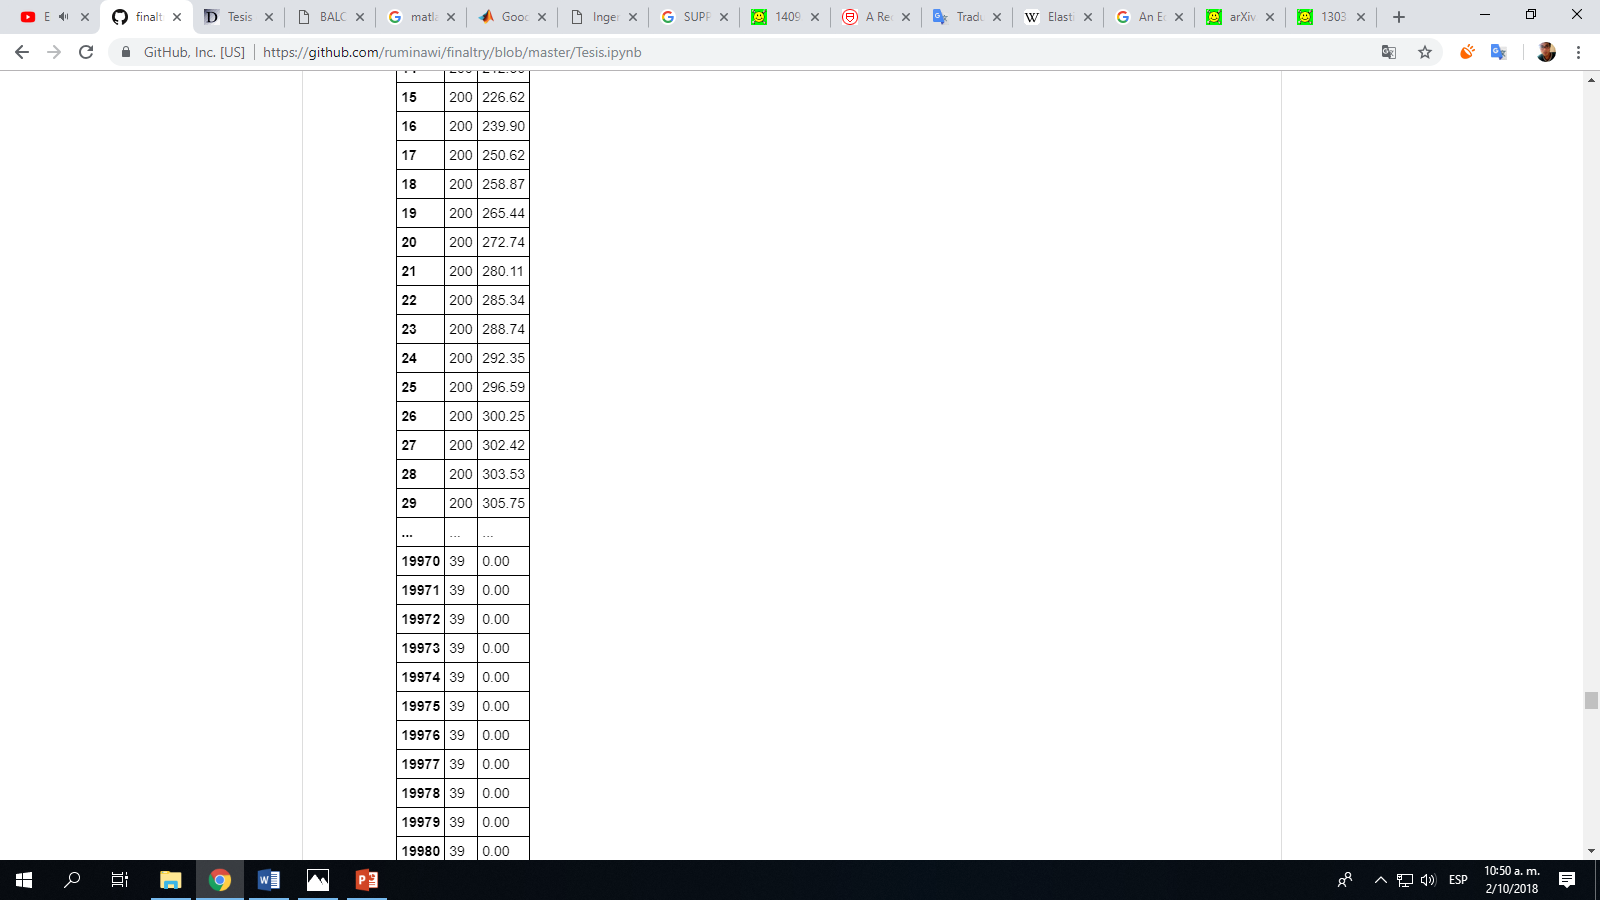 E
finalt
Tesis
BALC
matla
Good
Inger
SUPP
1409
A Re
Tradu
W Elasti
An E
arXiv
1303
GitHub, Inc. [US] | https://github.com/ruminawi/finaltry/blob/master/Tesis.ipynb
15 200 226.62
16 200 239.90
17 200 250.62
18 200 258.87
19 200 265.44
20 200 272.74
21 200 280.11
22 200 285.34
23 200 288.74
24 200 292.35
25 200 296.59
26 200 300.25
27 200 302.42
28 200 303.53
29 200 305.75
... ... ...
19970 39 0.00
19971 39 0.00
19972 39 0.00
19973 39 0.00
19974 39 0.00
19975 39 0.00
19976 39 0.00
19977 39 0.00
19978 39 0.00
19979 39 0.00
19980 39 0.00
ESP
10:50 a. m.
2/10/2018